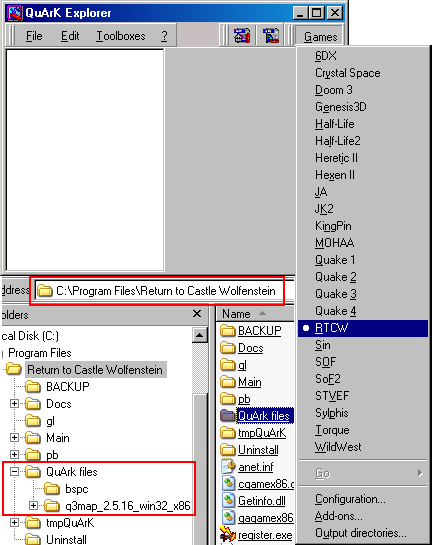 QuArK Explorer
File Edit Toolboxes ? Games
6DX
Crystal Space
Doom 3
Genesis3D
Half-Life
Half-Life2
Heretic II
Hexen II
JA
JK2
KingPin
MOHAA
Quake 1
Quake 2
Quake 3
Quake 4
RTCW
Sin
SOF
SoF2
STVEF
Sylphis
Torque
WildWest
Go
Configuration...
Add-ons...
Output directories...
ddress C:\Program Files\Return to Castle Wolfenstein
olders
cal Disk (C:)
Program Files
Return to Castle Wolfenstein
BACKUP
Docs
gl
Main
pb
QuArk files
bspc
q3map_2.5.16_win32_x86
tmpQuArK
Uninstall
Name
BACKUP
Docs
gl
Main
pb
QuArk files
tmpQuArK
Uninstall
anet.inf
cgamex86.d
Getinfo.dll
qagamex86
register.exe